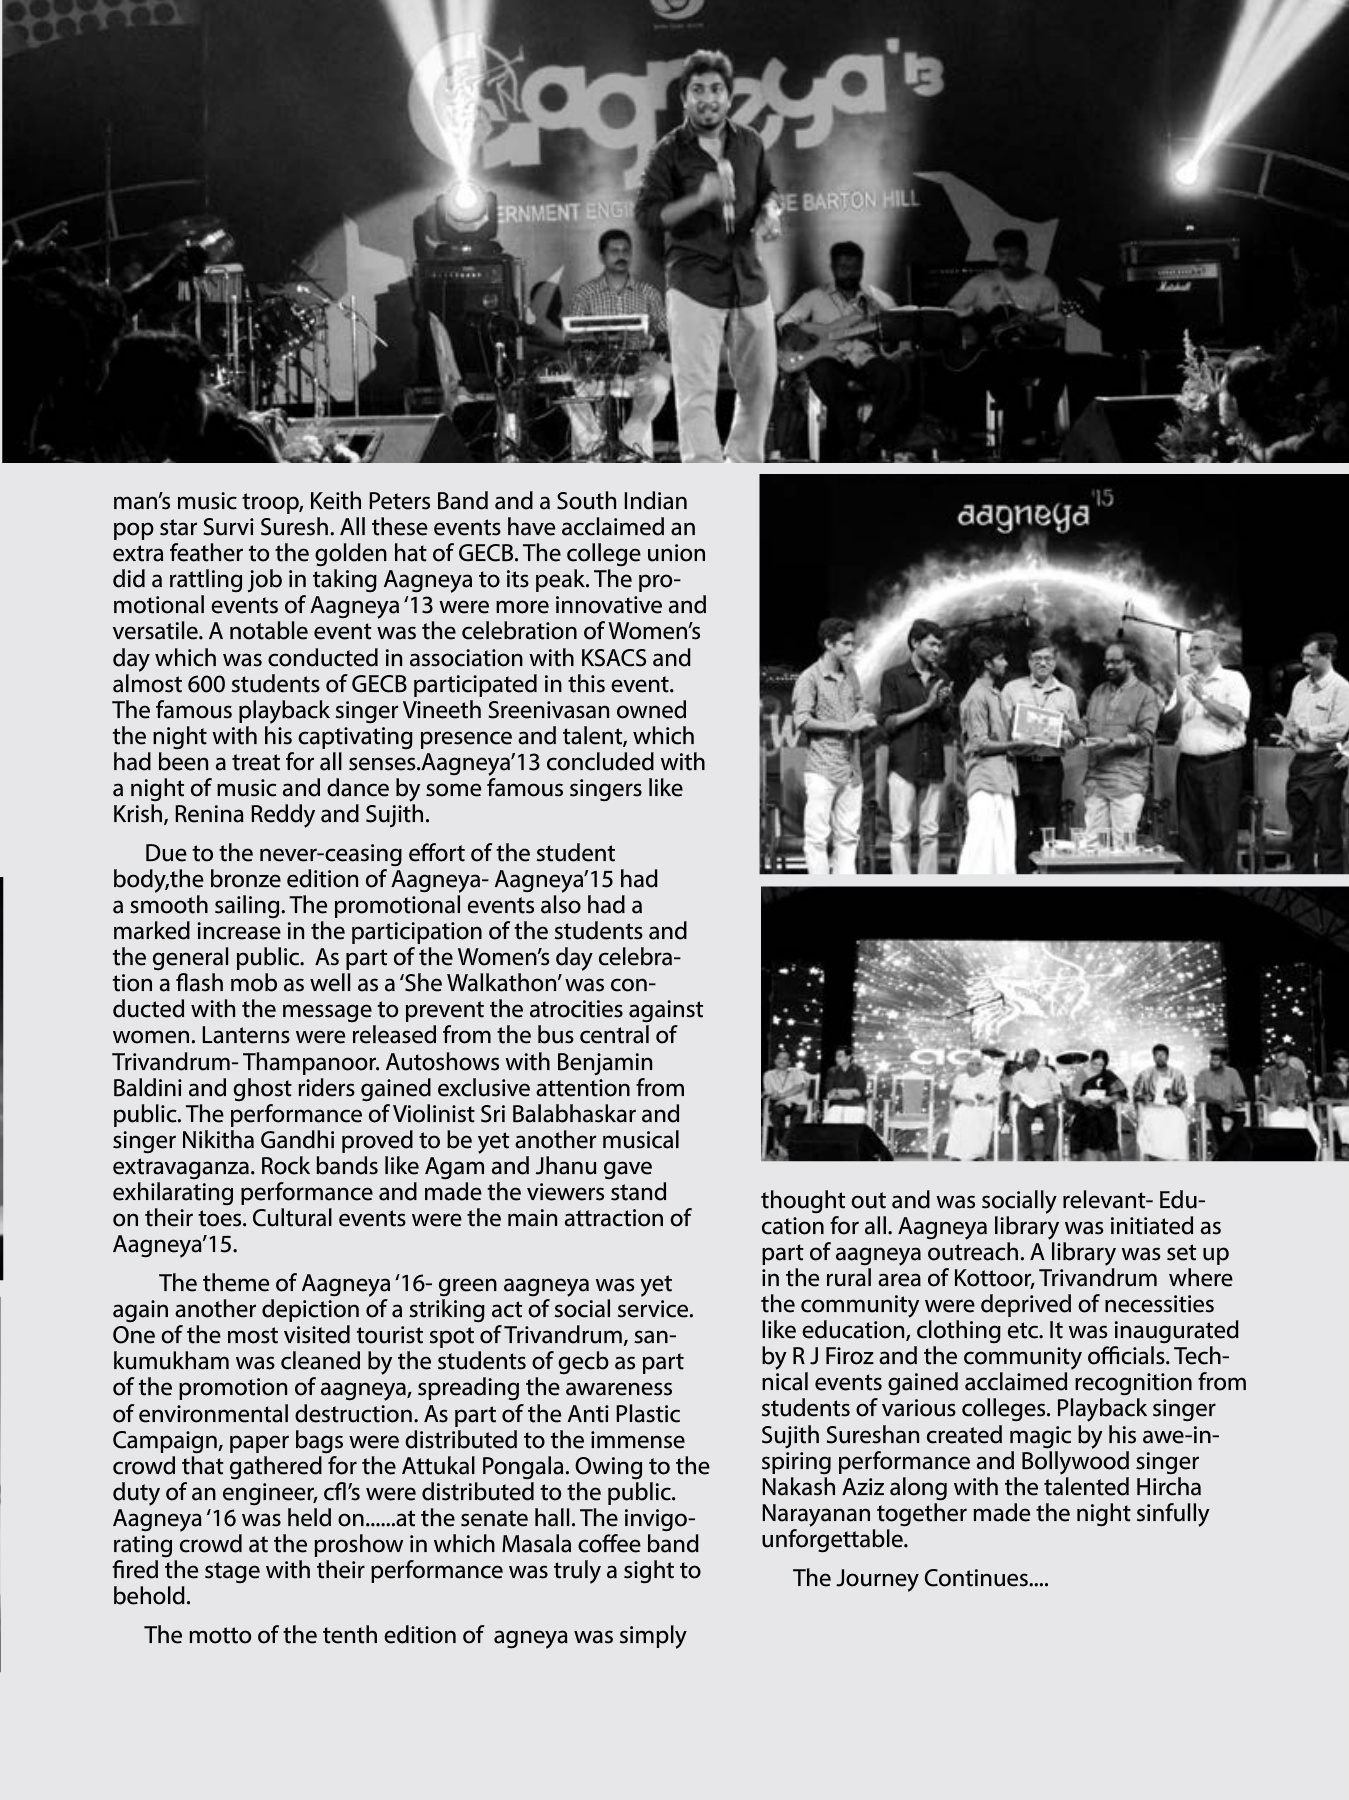 Aagneya'13
ERNMENT ENGI
GE BARTON HILL
Marshall
man’s music troop, Keith Peters Band and a South Indian
pop star Survi Suresh. All these events have acclaimed an
extra feather to the golden hat of GECB. The college union
did a rattling job in taking Aagneya to its peak. The pro-
motional events of Aagneya ‘13 were more innovative and
versatile. A notable event was the celebration of Women’s
day which was conducted in association with KSACS and
almost 600 students of GECB participated in this event.
The famous playback singer Vineeth Sreenivasan owned
the night with his captivating presence and talent, which
had been a treat for all senses.Aagneya’13 concluded with
a night of music and dance by some famous singers like
Krish, Renina Reddy and Sujith.
Due to the never-ceasing effort of the student
body,the bronze edition of Aagneya- Aagneya’15 had
a smooth sailing. The promotional events also had a
marked increase in the participation of the students and
the general public.  As part of the Women’s day celebra-
tion a flash mob as well as a ‘She Walkathon’ was con-
ducted with the message to prevent the atrocities against
women. Lanterns were released from the bus central of
Trivandrum- Thampanoor. Autoshows with Benjamin
Baldini and ghost riders gained exclusive attention from
public. The performance of Violinist Sri Balabhaskar and
singer Nikitha Gandhi proved to be yet another musical
extravaganza. Rock bands like Agam and Jhanu gave
exhilarating performance and made the viewers stand
on their toes. Cultural events were the main attraction of
Aagneya’15.
The theme of Aagneya ‘16- green aagneya was yet
again another depiction of a striking act of social service.
One of the most visited tourist spot of Trivandrum, san-
kumukham was cleaned by the students of gecb as part
of the promotion of aagneya, spreading the awareness
of environmental destruction. As part of the Anti Plastic
Campaign, paper bags were distributed to the immense
crowd that gathered for the Attukal Pongala. Owing to the
duty of an engineer, cfl’s were distributed to the public.
Aagneya ‘16 was held on......at the senate hall. The invigo-
rating crowd at the proshow in which Masala coffee band
fired the stage with their performance was truly a sight to
behold.
The motto of the tenth edition of  agneya was simply
aagneya'15
thought out and was socially relevant- Edu-
cation for all. Aagneya library was initiated as
part of aagneya outreach. A library was set up
in the rural area of Kottoor, Trivandrum  where
the community were deprived of necessities
like education, clothing etc. It was inaugurated
by R J Firoz and the community officials. Tech-
nical events gained acclaimed recognition from
students of various colleges. Playback singer
Sujith Sureshan created magic by his awe-in-
spiring performance and Bollywood singer
Nakash Aziz along with the talented Hircha
Narayanan together made the night sinfully
unforgettable.
The Journey Continues....